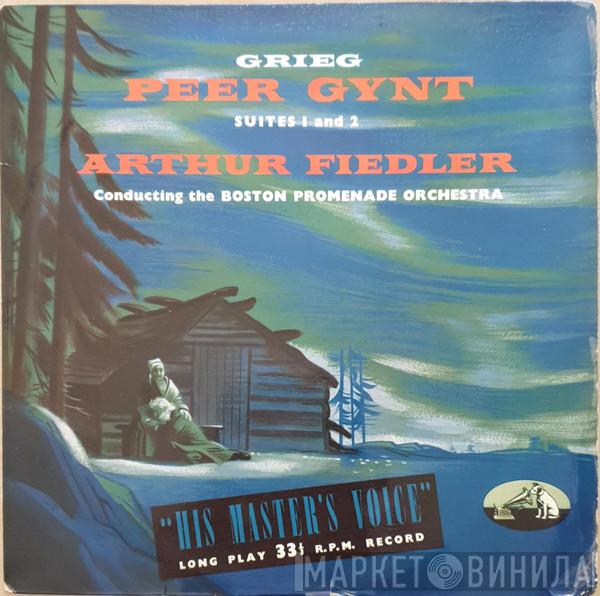 GRIEG
PEER GYNT
SUITES 1 and 2
ARTHUR FIEDLER
Conducting the BOSTON PROMENADE ORCHESTRA
"HIS MASTER'S VOICE"
LONG PLAY 33⅓ R.P.M. RECORD
МАРКЕТ ВИНИЛА